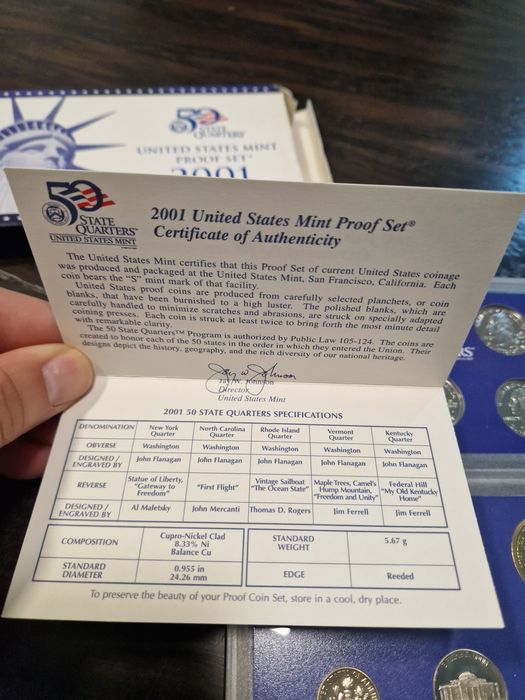 50
STATE
QUARTERS™
UNITED STATES MINT
PROOF SET™
2001
50
STATE
QUARTERS™
UNITED STATES MINT
2001 United States Mint Proof Set®
Certificate of Authenticity
The United States Mint certifies that this Proof Set of current United States coinage
was produced and packaged at the United States Mint, San Francisco, California. Each
coin bears the "S" mint mark of that facility.
United States proof coins are produced from carefully selected planchets, or coin
blanks, that have been burnished to a high luster. The polished blanks, which are
carefully handled to minimize scratches and abrasions, are struck on specially adapted
coining presses. Each coin is struck at least twice to bring forth the most minute detail
with remarkable clarity.
The 50 State Quarters™ Program is authorized by Public Law 105-124. The coins are
created to honor each of the 50 states in the order in which they entered the Union. Their
designs depict the history, geography, and the rich diversity of our national heritage.
Jay W. Johnson
Jay W. Johnson
Director
United States Mint
2001 50 STATE QUARTERS SPECIFICATIONS
DENOMINATION New York Quarter North Carolina Quarter Rhode Island Quarter Vermont Quarter Kentucky Quarter
OBVERSE Washington Washington Washington Washington Washington
DESIGNED / ENGRAVED BY John Flanagan John Flanagan John Flanagan John Flanagan John Flanagan
REVERSE Statue of Liberty, "Gateway to Freedom" "First Flight" Vintage Sailboat "The Ocean State" Maple Trees, Camel's Hump Mountain, "Freedom and Unity" Federal Hill "My Old Kentucky Home"
DESIGNED / ENGRAVED BY Al Maletsky John Mercanti Thomas D. Rogers Jim Ferrell Jim Ferrell
COMPOSITION Cupro-Nickel Clad 8.33% Ni Balance Cu STANDARD WEIGHT 5.67 g
STANDARD DIAMETER 0.955 in 24.26 mm EDGE Reeded
To preserve the beauty of your Proof Coin Set, store in a cool, dry place.